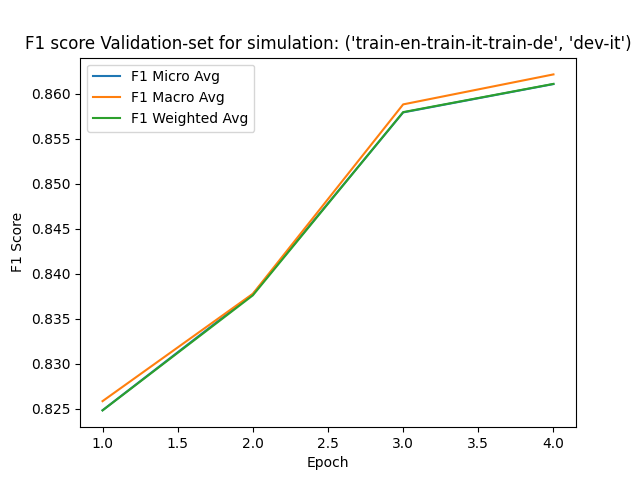 F1 score Validation-set for simulation: ('train-en-train-it-train-de', 'dev-it')
F1 Micro Avg
F1 Macro Avg
F1 Weighted Avg
0.860
0.855
0.850
0.845
0.840
0.835
0.830
0.825
F1 Score
1.0 1.5 2.0 2.5 3.0 3.5 4.0
Epoch